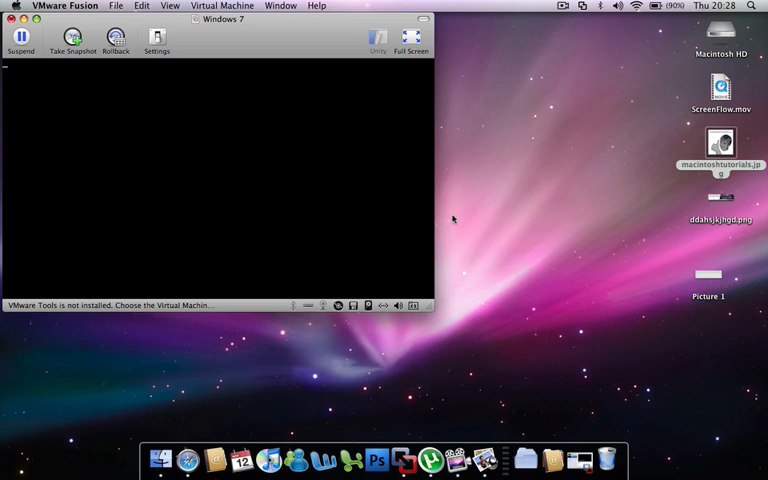 VMware Fusion File Edit View Virtual Machine Window Help (90%) Thu 20:28
Windows 7
Suspend Take Snapshot Rollback Settings Unity Full Screen
VMware Tools is not installed. Choose the Virtual Machin...
Macintosh HD
MOVIE
ScreenFlow.mov
macintoshtutorials.jp
g
ddahsjkjhgd.png
Picture 1
12
Ps